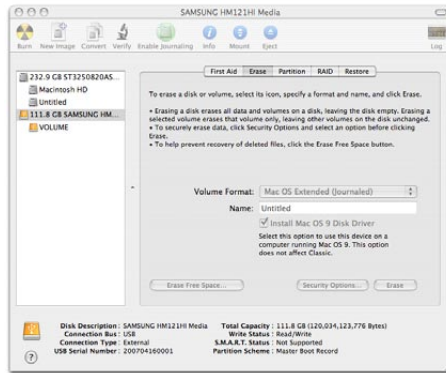 SAMSUNG HM121HI Media
Burn New Image Convert Verify Enable Journaling Info Mount Eject Log
First Aid Erase Partition RAID Restore
232.9 GB ST3250820AS...
Macintosh HD
Untitled
111.8 GB SAMSUNG HM...
VOLUME
To erase a disk or volume, select its icon, specify a format and name, and click Erase.
• Erasing a disk erases all data and volumes on a disk, leaving the disk empty. Erasing a
selected volume erases that volume only, leaving other volumes on the disk unchanged.
• To securely erase data, click Security Options and select an option before clicking
Erase.
• To help prevent recovery of deleted files, click the Erase Free Space button.
Volume Format: Mac OS Extended (Journaled)
Name: Untitled
Install Mac OS 9 Disk Driver
Select this option to use this device on a
computer running Mac OS 9. This option
does not affect Classic.
Erase Free Space... Security Options... Erase
Disk Description : SAMSUNG HM121HI Media Total Capacity : 111.8 GB (120,034,123,776 Bytes)
Connection Bus : USB Write Status : Read/Write
Connection Type : External S.M.A.R.T. Status : Not Supported
USB Serial Number : 200704160001 Partition Scheme : Master Boot Record